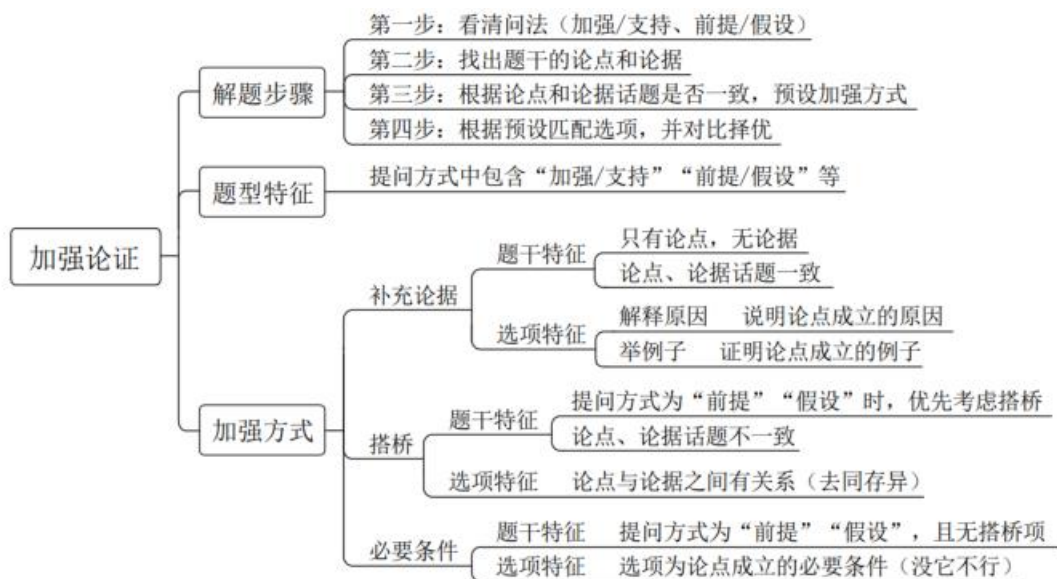 加强论证
解题步骤
第一步：看清问法（加强/支持、前提/假设）
第二步：找出题干的论点和论据
第三步：根据论点和论据话题是否一致，预设加强方式
第四步：根据预设匹配选项，并对比择优
题型特征
提问方式中包含“加强/支持”“前提/假设”等
加强方式
补充论据
题干特征
只有论点，无论据
论点、论据话题一致
选项特征
解释原因 说明论点成立的原因
举例子 证明论点成立的例子
搭桥
题干特征
提问方式为“前提”“假设”时，优先考虑搭桥
论点、论据话题不一致
选项特征 论点与论据之间有关系（去同存异）
必要条件
题干特征 提问方式为“前提”“假设”，且无搭桥项
选项特征 选项为论点成立的必要条件（没它不行）